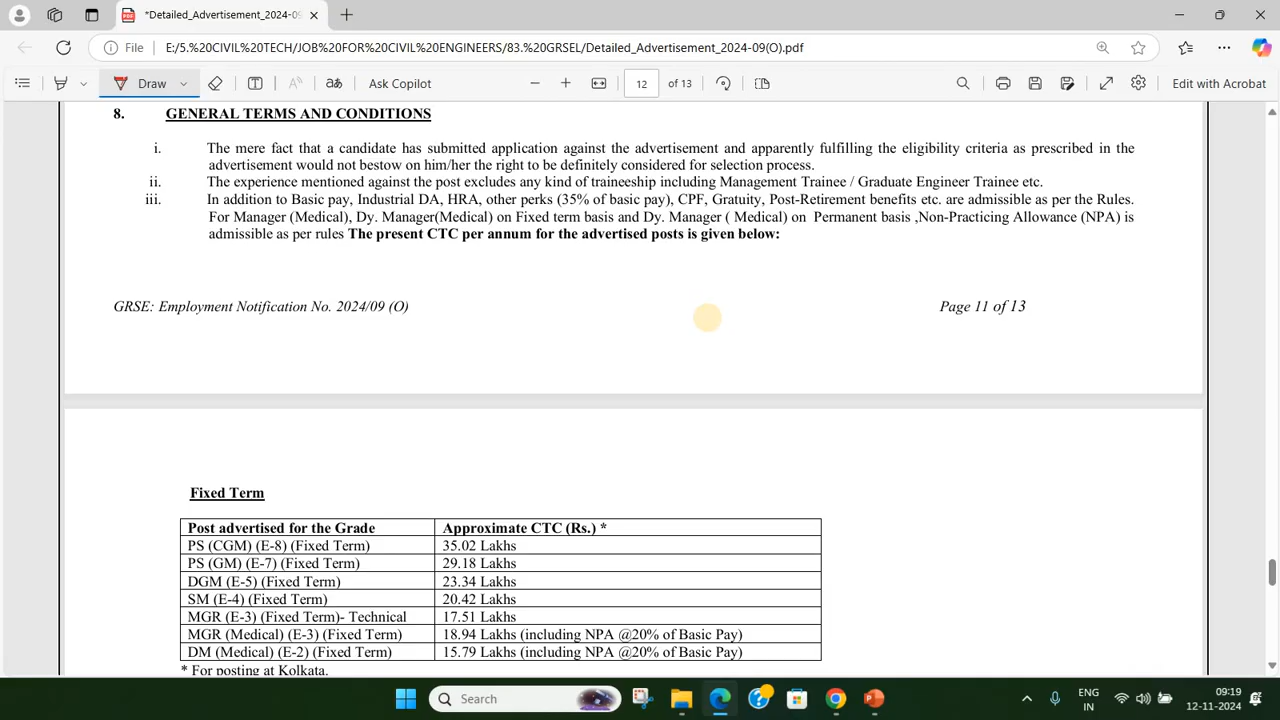 *Detailed_Advertisement_2024-09
File
E:/5.%20CIVIL%20TECH/JOB%20FOR%20CIVIL%20ENGINEERS/83.%20GRSEL/Detailed_Advertisement_2024-09(O).pdf
Draw
Ask Copilot
12 of 13
Edit with Acrobat
8. GENERAL TERMS AND CONDITIONS
i. The mere fact that a candidate has submitted application against the advertisement and apparently fulfilling the eligibility criteria as prescribed in the
advertisement would not bestow on him/her the right to be definitely considered for selection process.
ii. The experience mentioned against the post excludes any kind of traineeship including Management Trainee / Graduate Engineer Trainee etc.
iii. In addition to Basic pay, Industrial DA, HRA, other perks (35% of basic pay), CPF, Gratuity, Post-Retirement benefits etc. are admissible as per the Rules.
For Manager (Medical), Dy. Manager(Medical) on Fixed term basis and Dy. Manager ( Medical) on Permanent basis ,Non-Practicing Allowance (NPA) is
admissible as per rules The present CTC per annum for the advertised posts is given below:
GRSE: Employment Notification No. 2024/09 (O) Page 11 of 13
Fixed Term
Post advertised for the Grade Approximate CTC (Rs.) *
PS (CGM) (E-8) (Fixed Term) 35.02 Lakhs
PS (GM) (E-7) (Fixed Term) 29.18 Lakhs
DGM (E-5) (Fixed Term) 23.34 Lakhs
SM (E-4) (Fixed Term) 20.42 Lakhs
MGR (E-3) (Fixed Term)- Technical 17.51 Lakhs
MGR (Medical) (E-3) (Fixed Term) 18.94 Lakhs (including NPA @20% of Basic Pay)
DM (Medical) (E-2) (Fixed Term) 15.79 Lakhs (including NPA @20% of Basic Pay)
* For posting at Kolkata.
Search
ENG 09:19
IN 12-11-2024